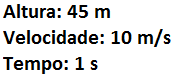 Altura: 45 m
Velocidade: 10 m/s
Tempo: 1 s